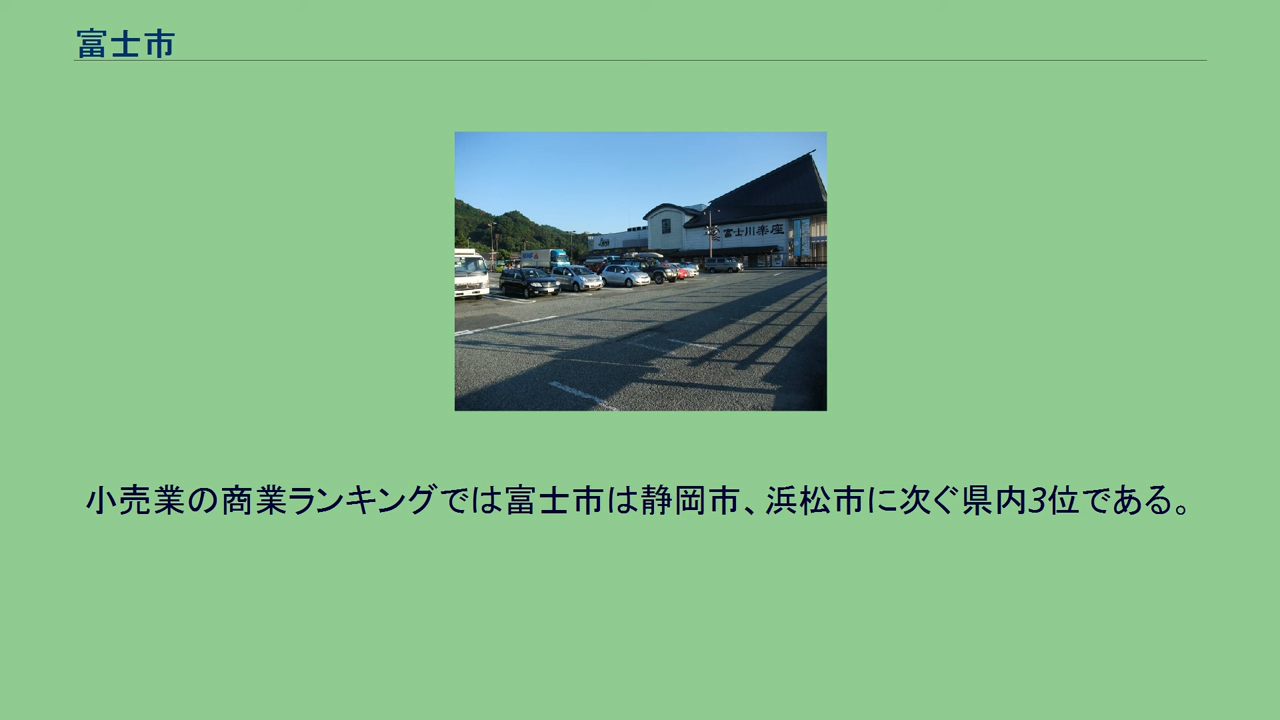 富士市
富士川楽座
小売業の商業ランキングでは富士市は静岡市、浜松市に次ぐ県内3位である。